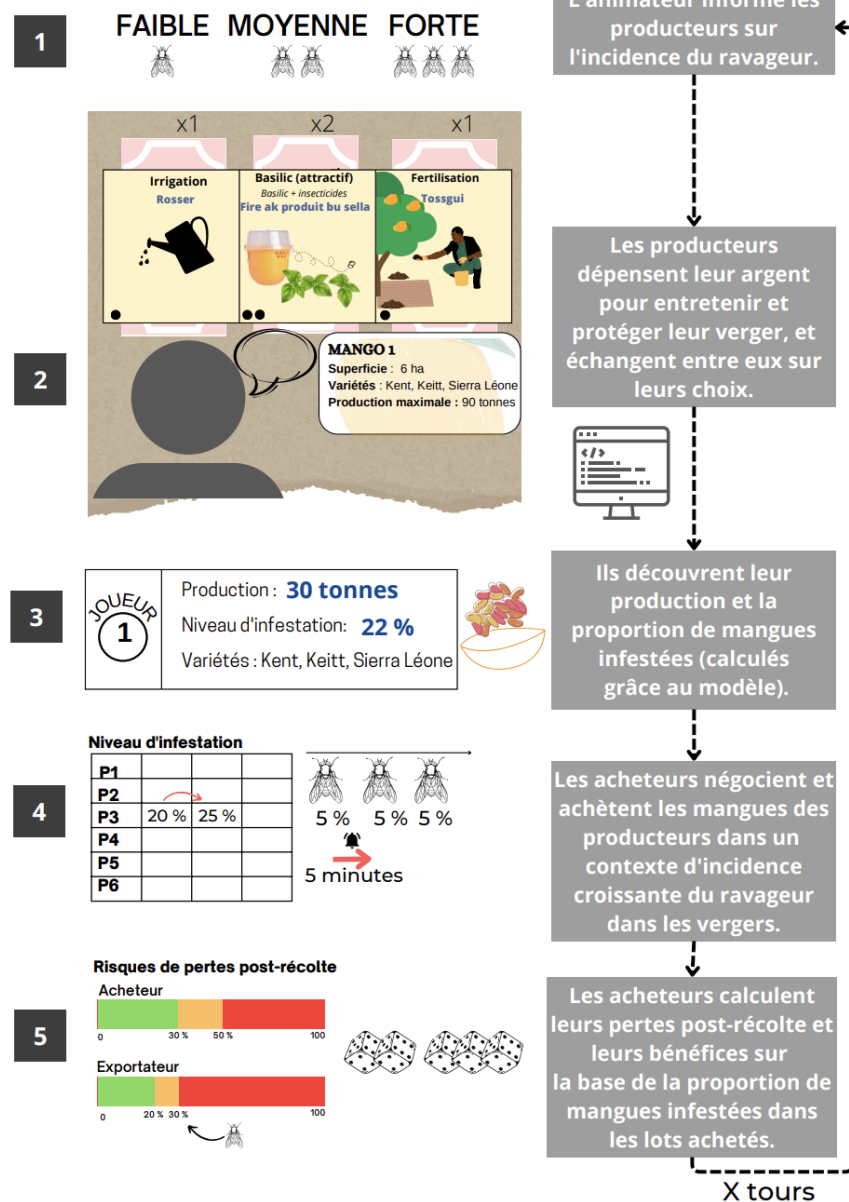 1
FAIBLE MOYENNE FORTE
L'animateur informe les
producteurs sur
l'incidence du ravageur.
x1 x2 x1
Irrigation
Rosser
Basilic (attractif)
Basilic + insecticides
Fire ak produit bu sella
Fertilisation
Tossgui
2
MANGO 1
Superficie : 6 ha
Variétés : Kent, Keitt, Sierra Léone
Production maximale : 90 tonnes
Les producteurs
dépensent leur argent
pour entretenir et
protéger leur verger, et
échangent entre eux sur
leurs choix.
</>
3
JOUEUR
1
Production : 30 tonnes
Niveau d'infestation: 22 %
Variétés : Kent, Keitt, Sierra Léone
Ils découvrent leur
production et la
proportion de mangues
infestées (calculés
grâce au modèle).
4
Niveau d'infestation
P1
P2
P3 20 % 25 %
P4
P5
P6
5 % 5 % 5 %
5 minutes
Les acheteurs négocient et
achètent les mangues des
producteurs dans un
contexte d'incidence
croissante du ravageur
dans les vergers.
5
Risques de pertes post-récolte
Acheteur
0 30 % 50 % 100
Exportateur
0 20 % 30 % 100
Les acheteurs calculent
leurs pertes post-récolte et
leurs bénéfices sur
la base de la proportion de
mangues infestées dans
les lots achetés.
X tours